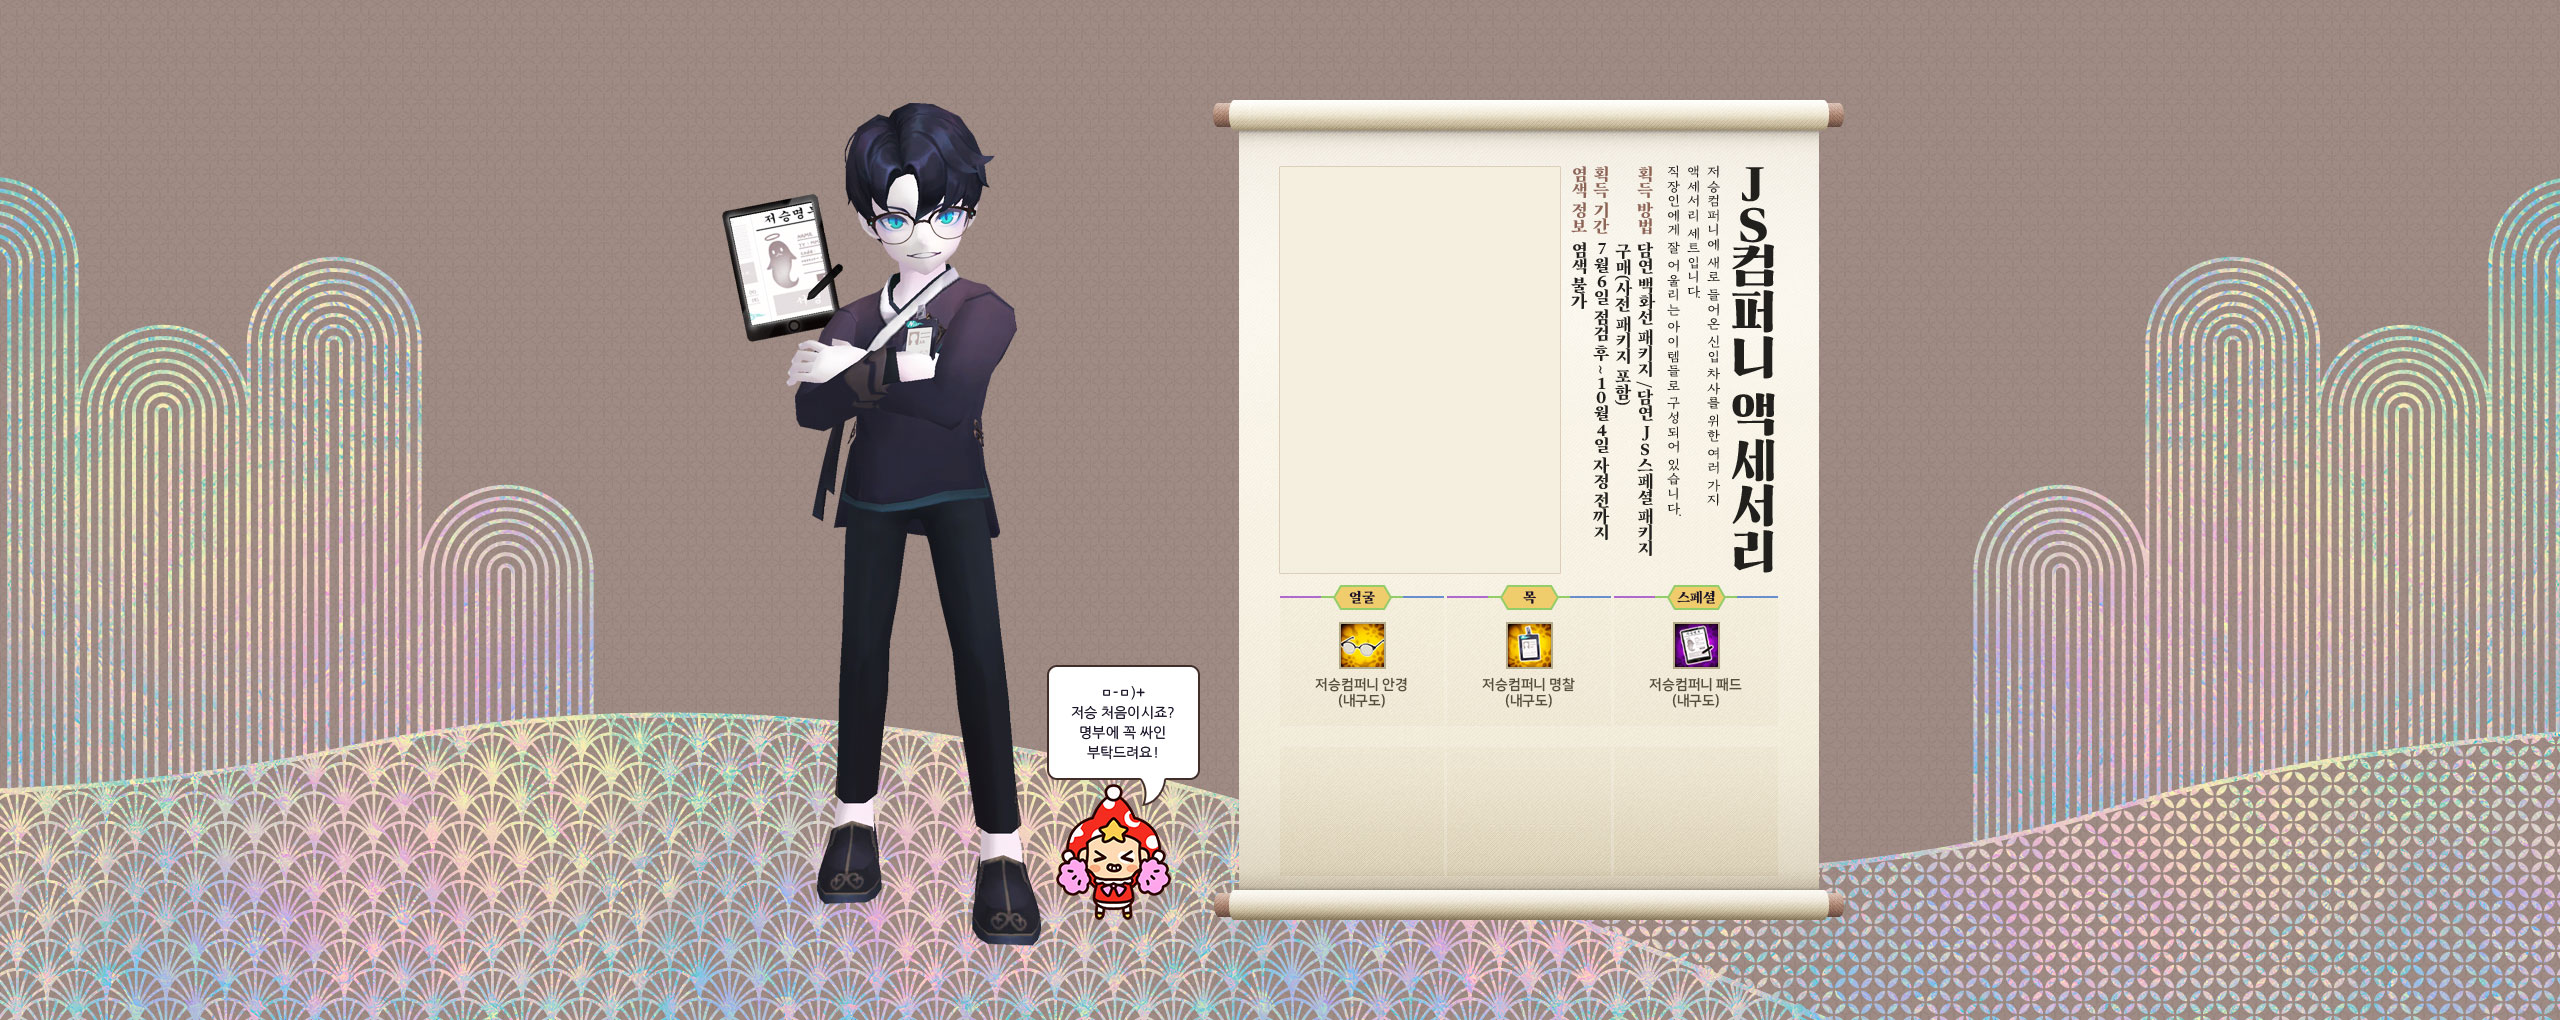 저승명
JS컴퍼니 액세서리
저승컴퍼니에 새로 들어온 신입 차사를 위한 여러 가지
액세서리 세트입니다.
직장인에게 잘 어울리는 아이템들로 구성되어 있습니다.
획득 방법 담연 백화선 패키지 / 담연 JS스페셜 패키지
구매(사전 패키지 포함)
획득 기간 7월 6일 점검 후 ~ 10월 4일 자정 전까지
염색 정보 염색 불가
얼굴
목
스페셜
저승컴퍼니 안경
(내구도)
저승컴퍼니 명찰
(내구도)
저승컴퍼니 패드
(내구도)
ㅁ-ㅁ)+
저승 처음이시죠?
명부에 꼭 싸인
부탁드려요!